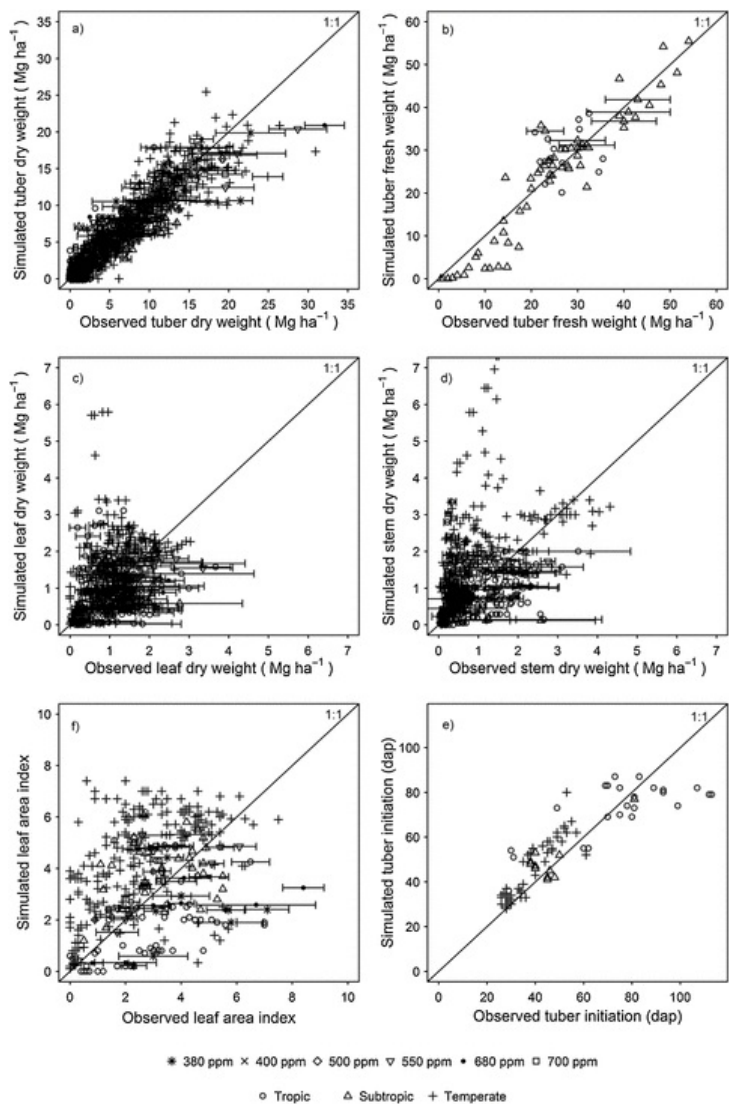 a)
1:1
Simulated tuber dry weight ( Mg ha⁻¹ )
35
30
25
20
15
10
5
0
0 5 10 15 20 25 30 35
Observed tuber dry weight ( Mg ha⁻¹ )
b)
1:1
Simulated tuber fresh weight ( Mg ha⁻¹ )
60
50
40
30
20
10
0
0 10 20 30 40 50 60
Observed tuber fresh weight ( Mg ha⁻¹ )
c)
1:1
Simulated leaf dry weight ( Mg ha⁻¹ )
7
6
5
4
3
2
1
0
0 1 2 3 4 5 6 7
Observed leaf dry weight ( Mg ha⁻¹ )
d)
1:1
Simulated stem dry weight ( Mg ha⁻¹ )
7
6
5
4
3
2
1
0
0 1 2 3 4 5 6 7
Observed stem dry weight ( Mg ha⁻¹ )
f)
1:1
Simulated leaf area index
10
8
6
4
2
0
0 2 4 6 8 10
Observed leaf area index
e)
1:1
Simulated tuber initiation (dap)
100
80
60
40
20
0
0 20 40 60 80 100
Observed tuber initiation (dap)
380 ppm 400 ppm 500 ppm 550 ppm 680 ppm 700 ppm
Tropic Subtropic Temperate